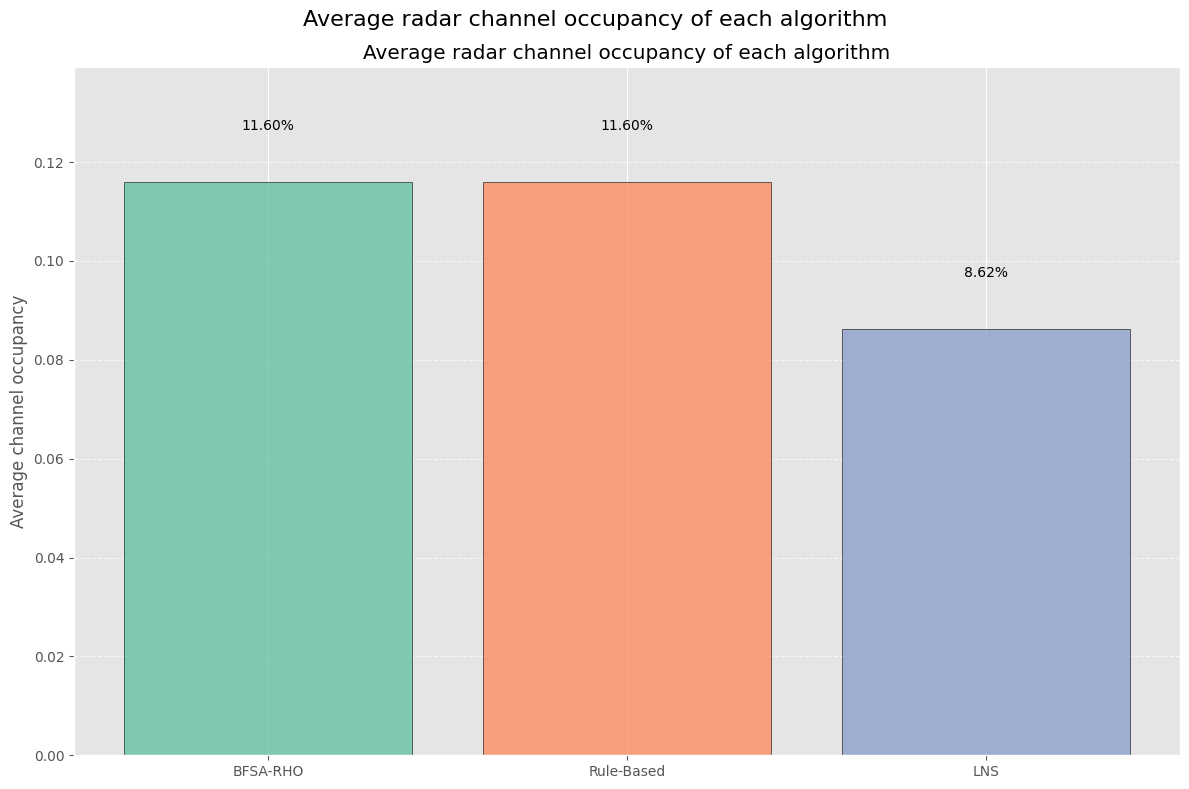 Average radar channel occupancy of each algorithm
Average radar channel occupancy of each algorithm
11.60%
11.60%
8.62%
0.12
0.10
0.08
0.06
0.04
0.02
0.00
Average channel occupancy
BFSA-RHO
Rule-Based
LNS